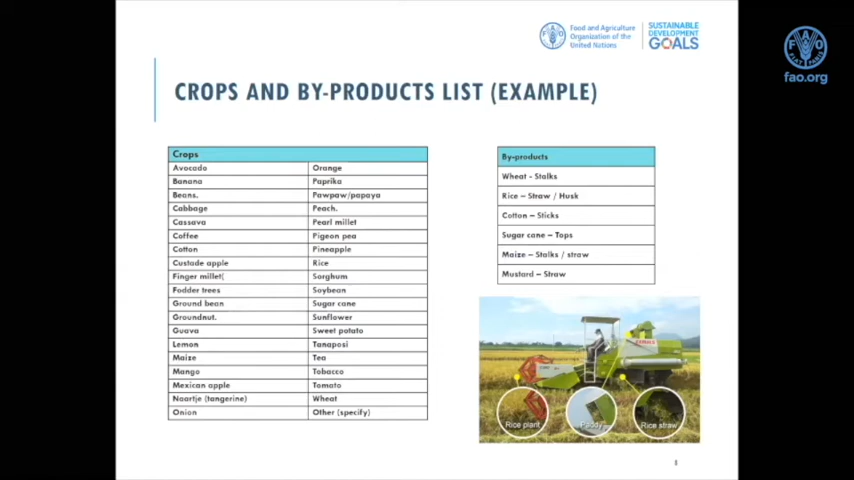 Food and Agriculture
Organization of the
United Nations
SUSTAINABLE
DEVELOPMENT
GOALS
FAO
FIAT PANIS
fao.org
CROPS AND BY-PRODUCTS LIST (EXAMPLE)
Crops
Avocado Orange
Banana Paprika
Beans. Pawpaw/papaya
Cabbage Peach.
Cassava Pearl millet
Coffee Pigeon pea
Cotton Pineapple
Custade apple Rice
Finger millet( Sorghum
Fodder trees Soybean
Ground bean Sugar cane
Groundnut. Sunflower
Guava Sweet potato
Lemon Tanaposi
Maize Tea
Mango Tobacco
Mexican apple Tomato
Naartje (tangerine) Wheat
Onion Other (specify)
By-products
Wheat - Stalks
Rice – Straw / Husk
Cotton – Sticks
Sugar cane – Tops
Maize – Stalks / straw
Mustard – Straw
Rice plant
Paddy
Rice straw
8